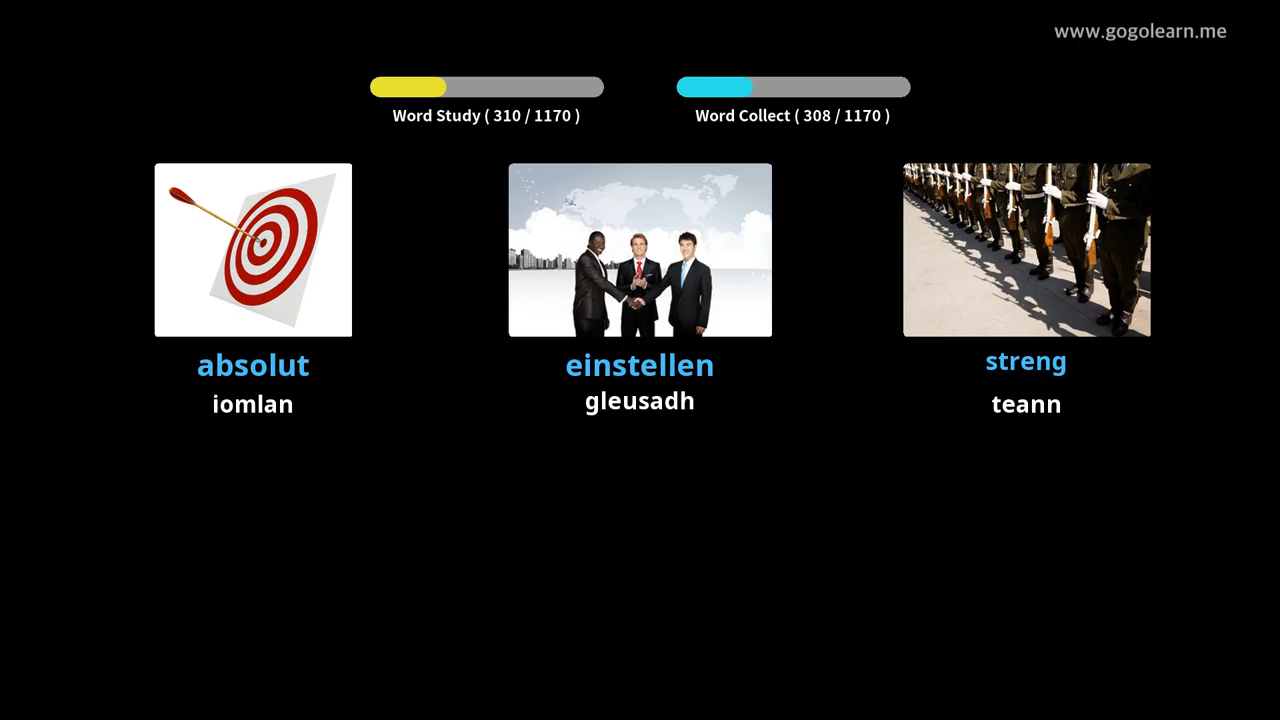 www.gogolearn.me
Word Study ( 310 / 1170 )
Word Collect ( 308 / 1170 )
absolut
iomlan
einstellen
gleusadh
streng
teann